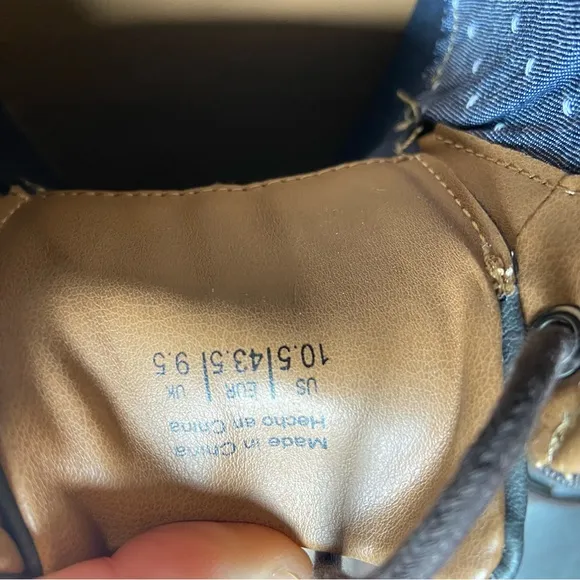 US | EUR | UK
10.5|43.5|9.5
Made in China
Hecho en China